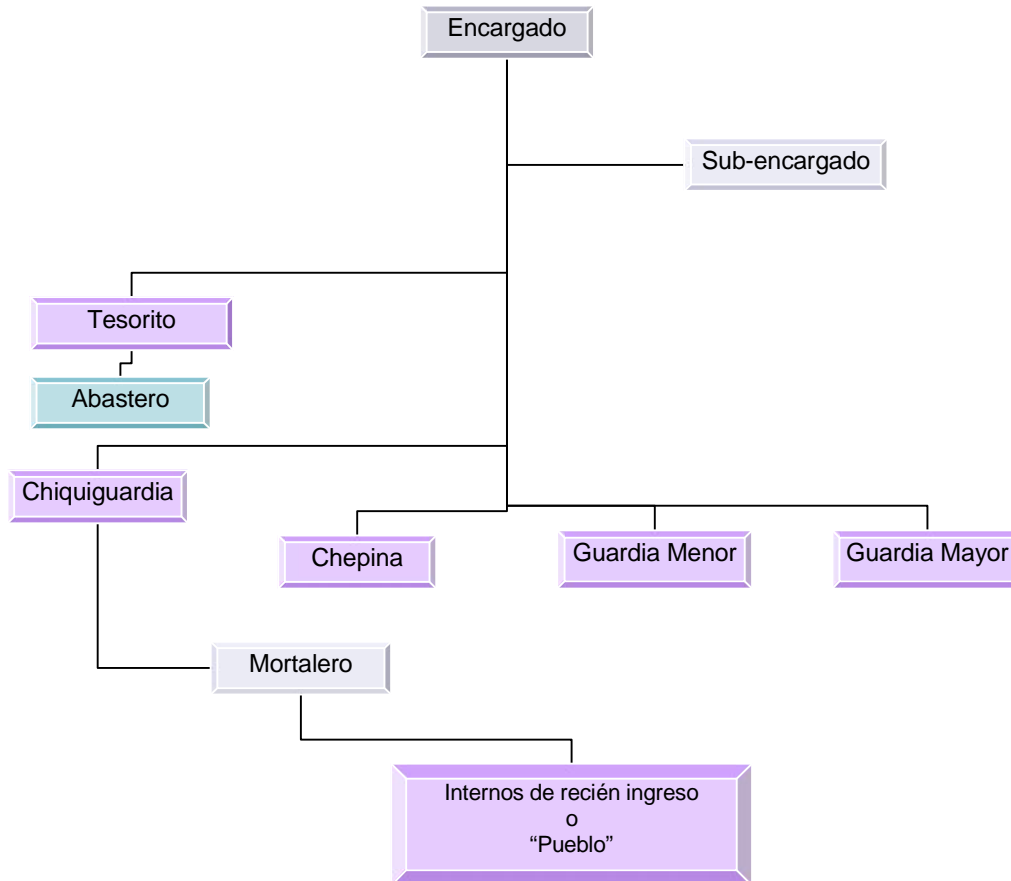 Encargado
Sub-encargado
Tesorito
Abastero
Chiquiguardia
Chepina
Guardia Menor
Guardia Mayor
Mortalero
Internos de recién ingreso
o
“Pueblo”